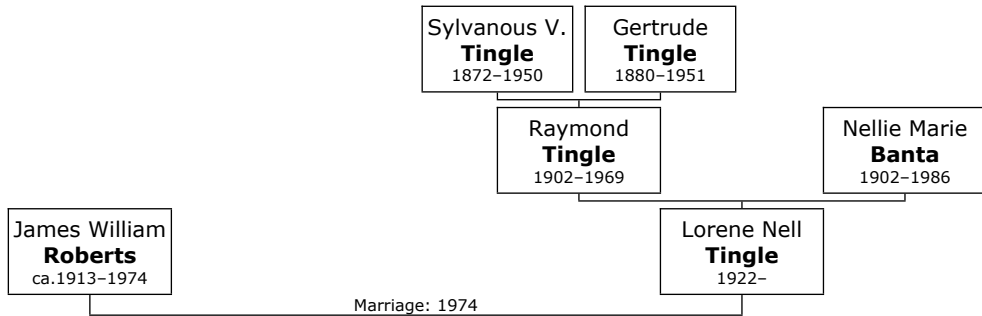 Sylvanous V.
Tingle
1872–1950
Gertrude
Tingle
1880–1951
Raymond
Tingle
1902–1969
Nellie Marie
Banta
1902–1986
James William
Roberts
ca.1913–1974
Lorene Nell
Tingle
1922–
Marriage: 1974